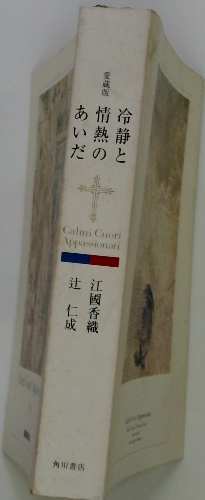 愛蔵版
冷静と
情熱の
あいだ
Calmi Cuori
Appassionati
江國香織
辻 仁成
角川書店